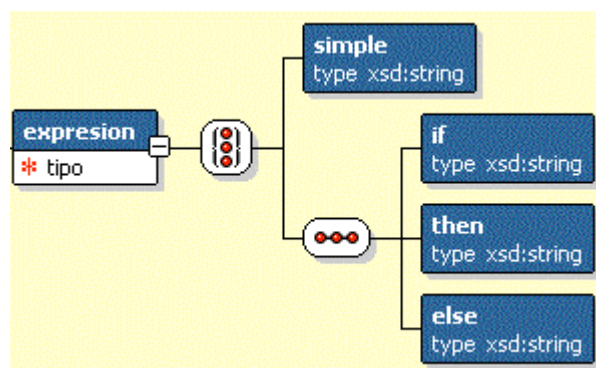 simple
type xsd:string
expresion
* tipo
if
type xsd:string
then
type xsd:string
else
type xsd:string